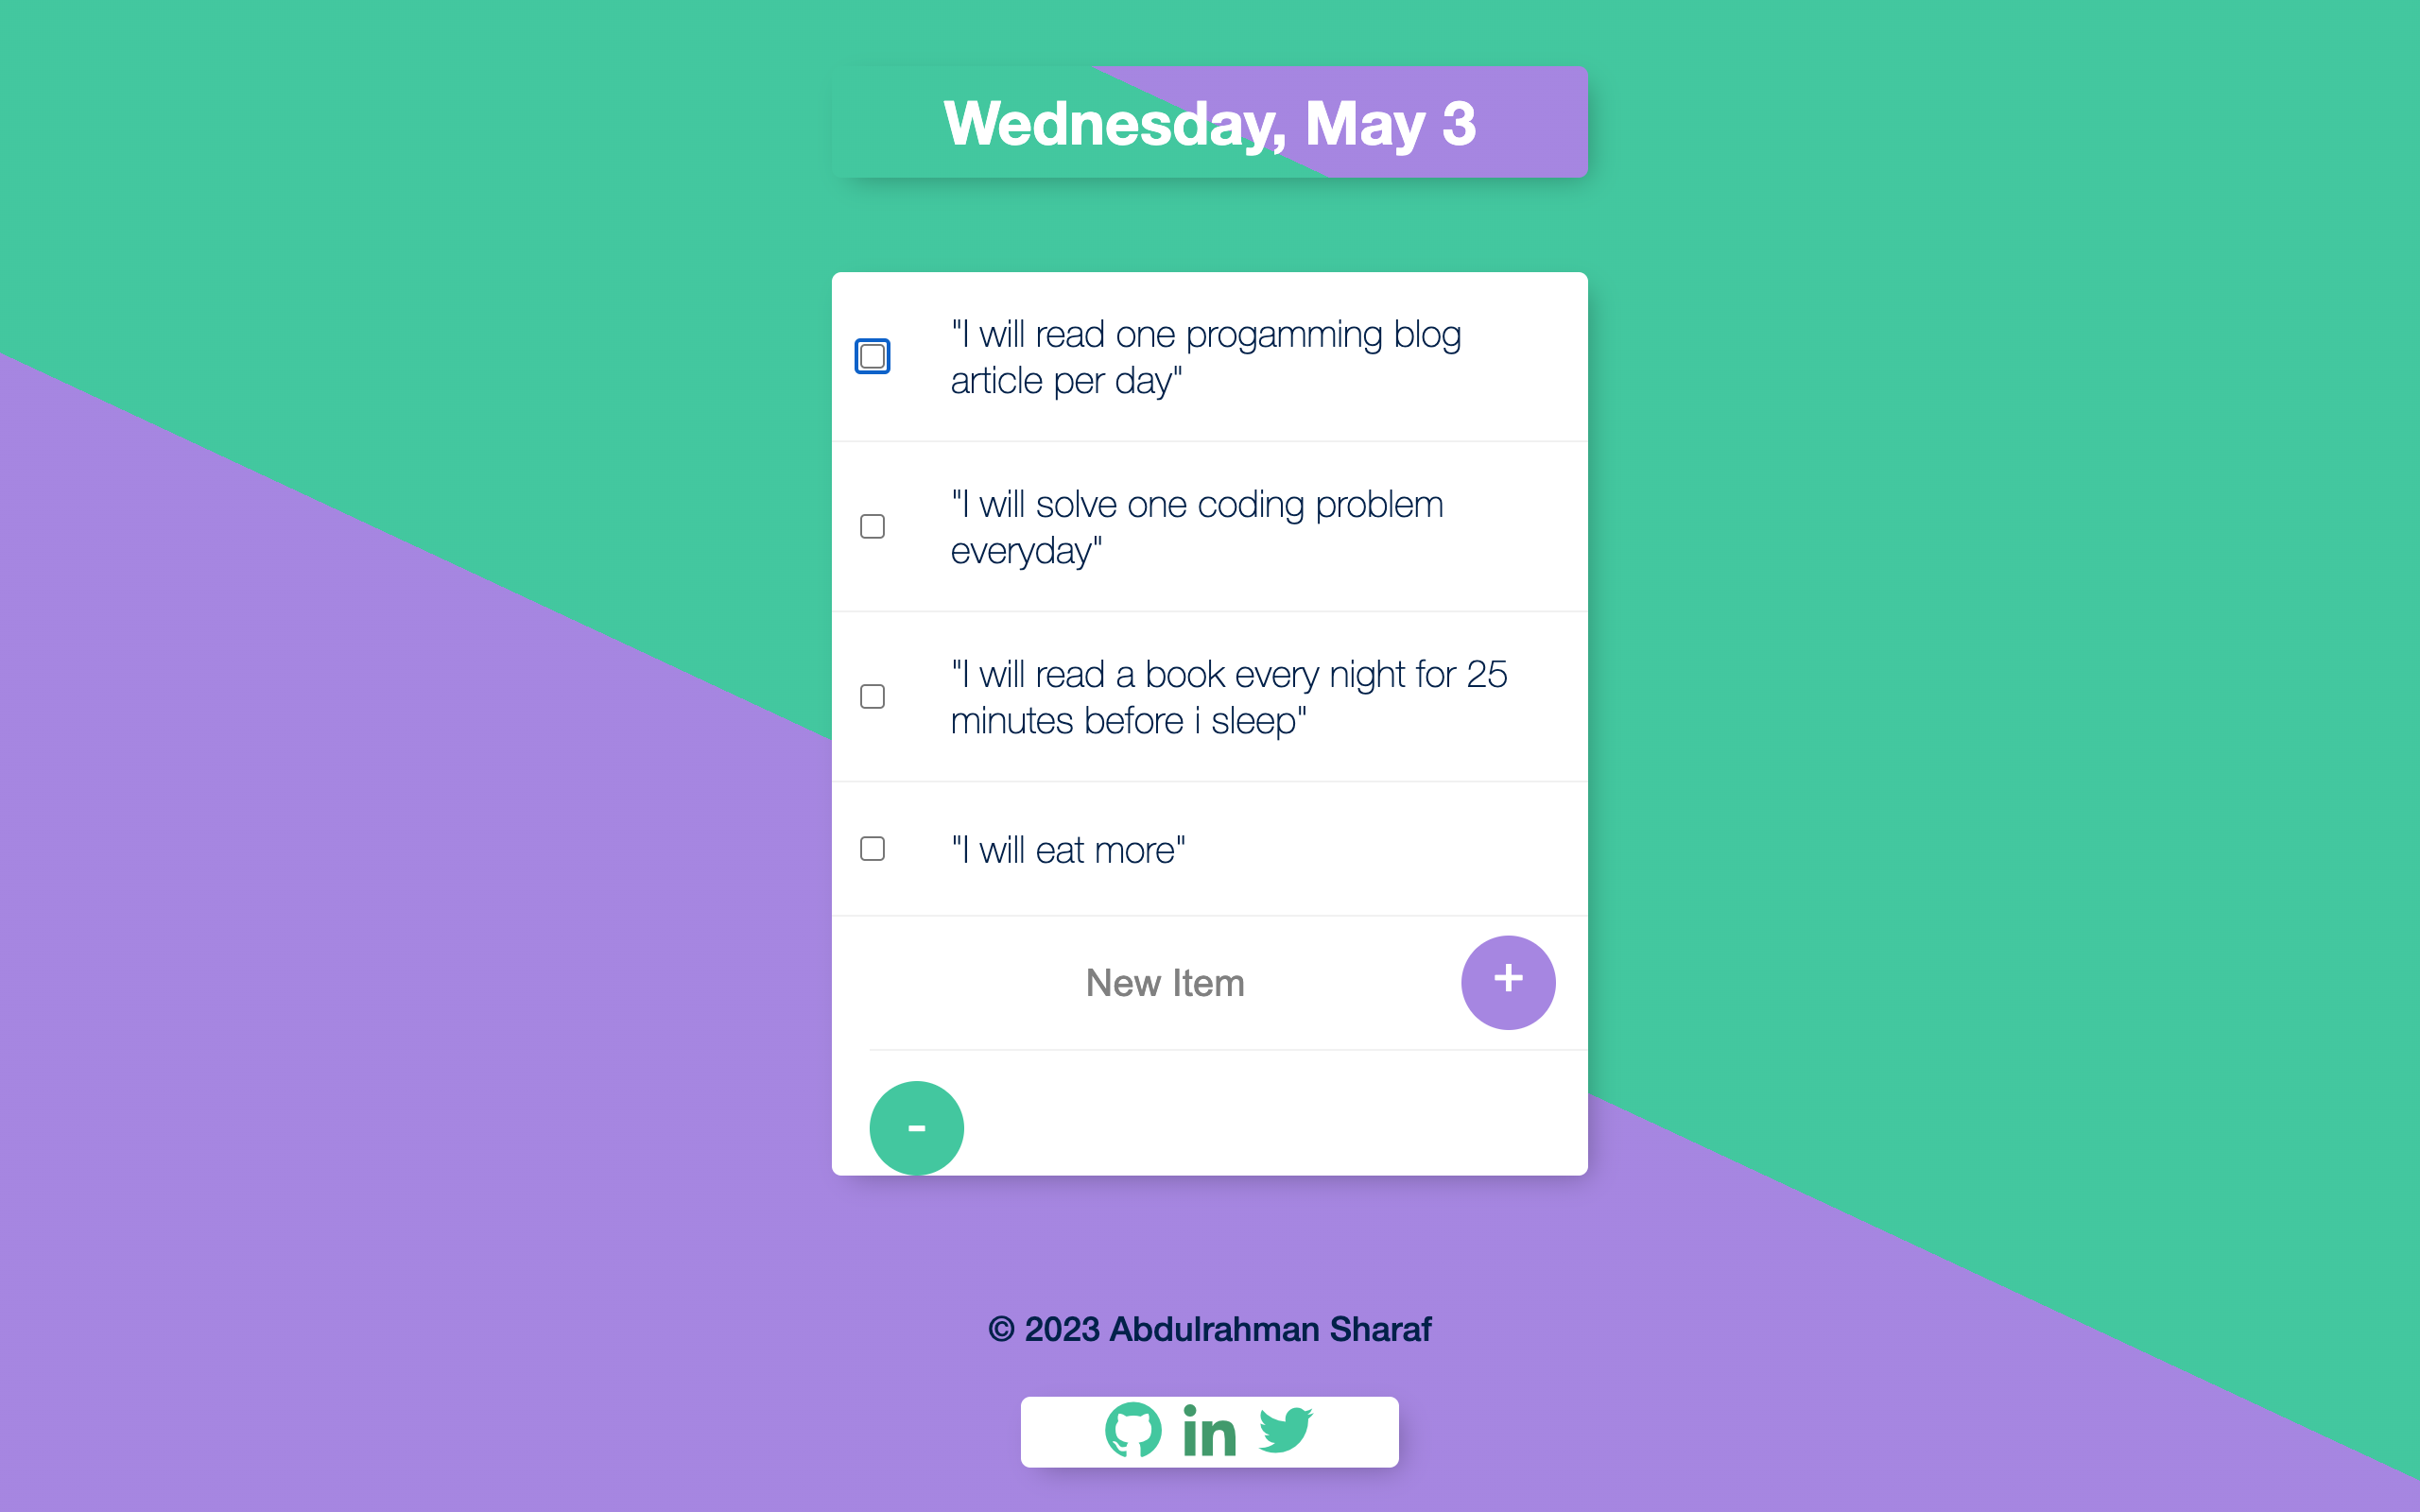 Wednesday, May 3
"I will read one progamming blog
article per day"
"I will solve one coding problem
everyday"
"I will read a book every night for 25
minutes before i sleep"
"I will eat more"
New Item
+
-
© 2023 Abdulrahman Sharaf
in